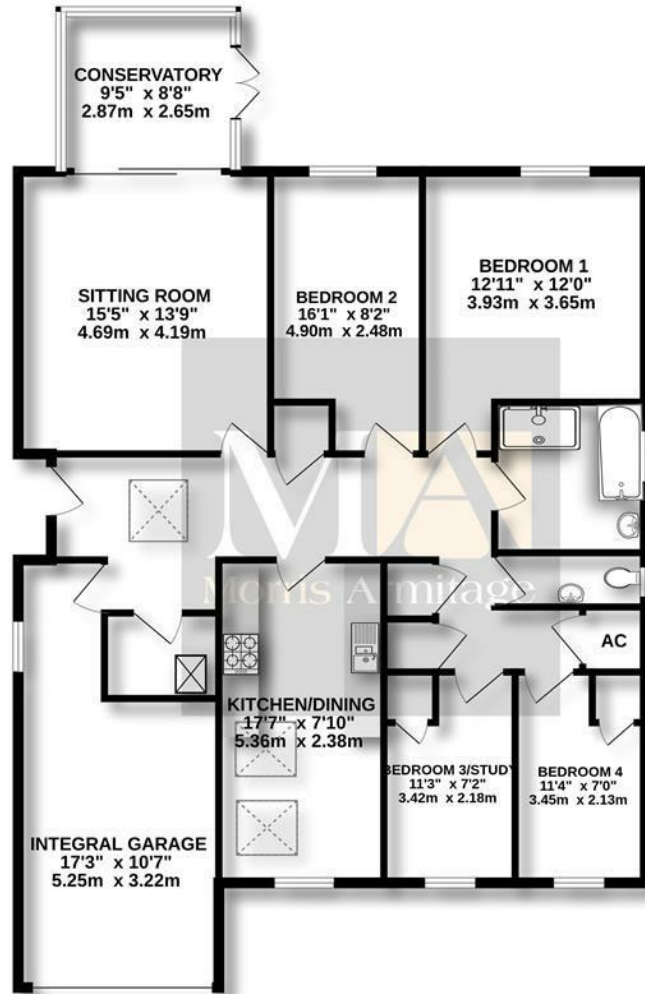 CONSERVATORY
9'5" x 8'8"
2.87m x 2.65m
SITTING ROOM
15'5" x 13'9"
4.69m x 4.19m
BEDROOM 2
16'1" x 8'2"
4.90m x 2.48m
BEDROOM 1
12'11" x 12'0"
3.93m x 3.65m
MA
Morris Armitage
AC
KITCHEN/DINING
17'7" x 7'10"
5.36m x 2.38m
BEDROOM 3/STUDY
11'3" x 7'2"
3.42m x 2.18m
BEDROOM 4
11'4" x 7'0"
3.45m x 2.13m
INTEGRAL GARAGE
17'3" x 10'7"
5.25m x 3.22m